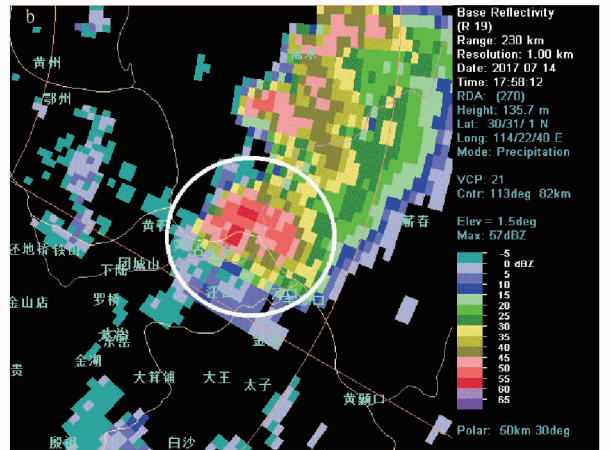 b
黄州
鄂州
蕲春
还地桥铁山
下陆
团城山
金山店
罗桥
金湖
贵
大箕铺
大王
太子
黄颡口
殷祖
白沙
Base Reflectivity
(R 19)
Range: 230 km
Resolution: 1.00 km
Date: 2017 07 14
Time: 17:58:12
RDA: (270)
Height: 135.7 m
Lat: 30/31/ 1 N
Long: 114/22/40 E
Mode: Precipitation
VCP: 21
Cntr: 113deg 82km
Elev = 1.5deg
Max: 57dBZ
-5
0 dBZ
5
10
15
20
25
30
35
40
45
50
55
60
65
Polar: 50km 30deg